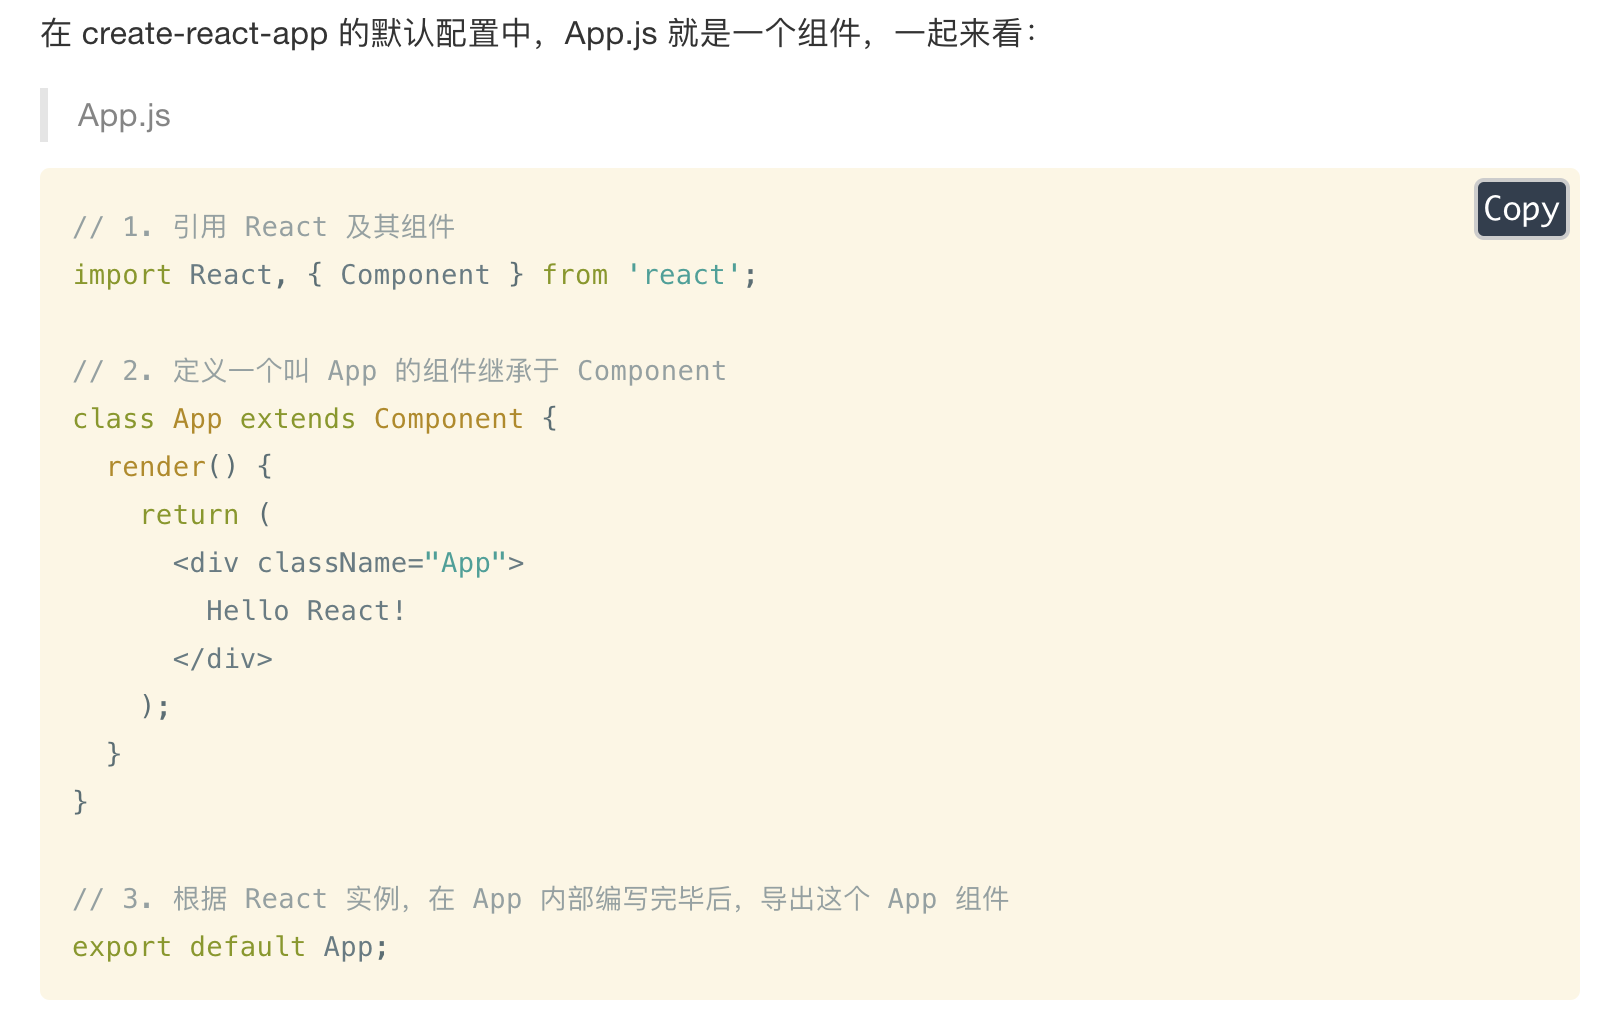 在 create-react-app 的默认配置中，App.js 就是一个组件，一起来看：
App.js
Copy
// 1. 引用 React 及其组件
import React, { Component } from 'react';
// 2. 定义一个叫 App 的组件继承于 Component
class App extends Component {
  render() {
    return (
      <div className="App">
        Hello React!
      </div>
    );
  }
}
// 3. 根据 React 实例，在 App 内部编写完毕后，导出这个 App 组件
export default App;